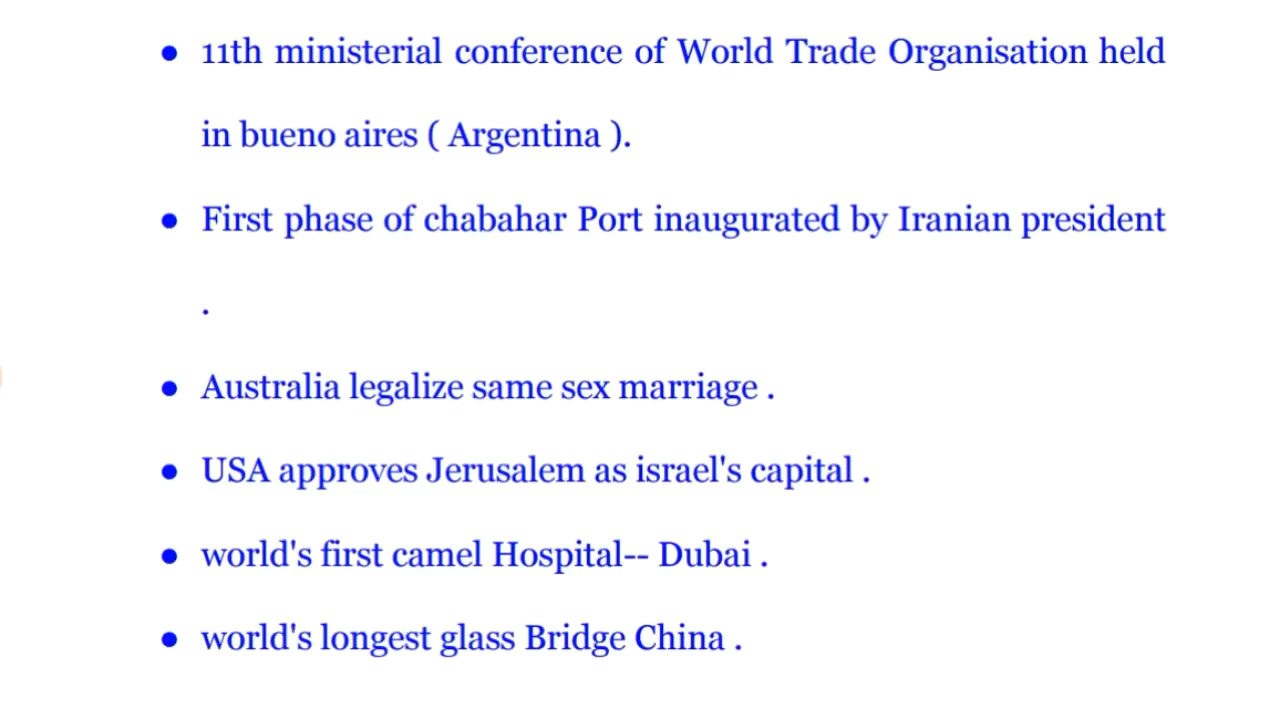 ● 11th ministerial conference of World Trade Organisation held
in bueno aires ( Argentina ).
● First phase of chabahar Port inaugurated by Iranian president
.
● Australia legalize same sex marriage .
● USA approves Jerusalem as israel's capital .
● world's first camel Hospital-- Dubai .
● world's longest glass Bridge China .